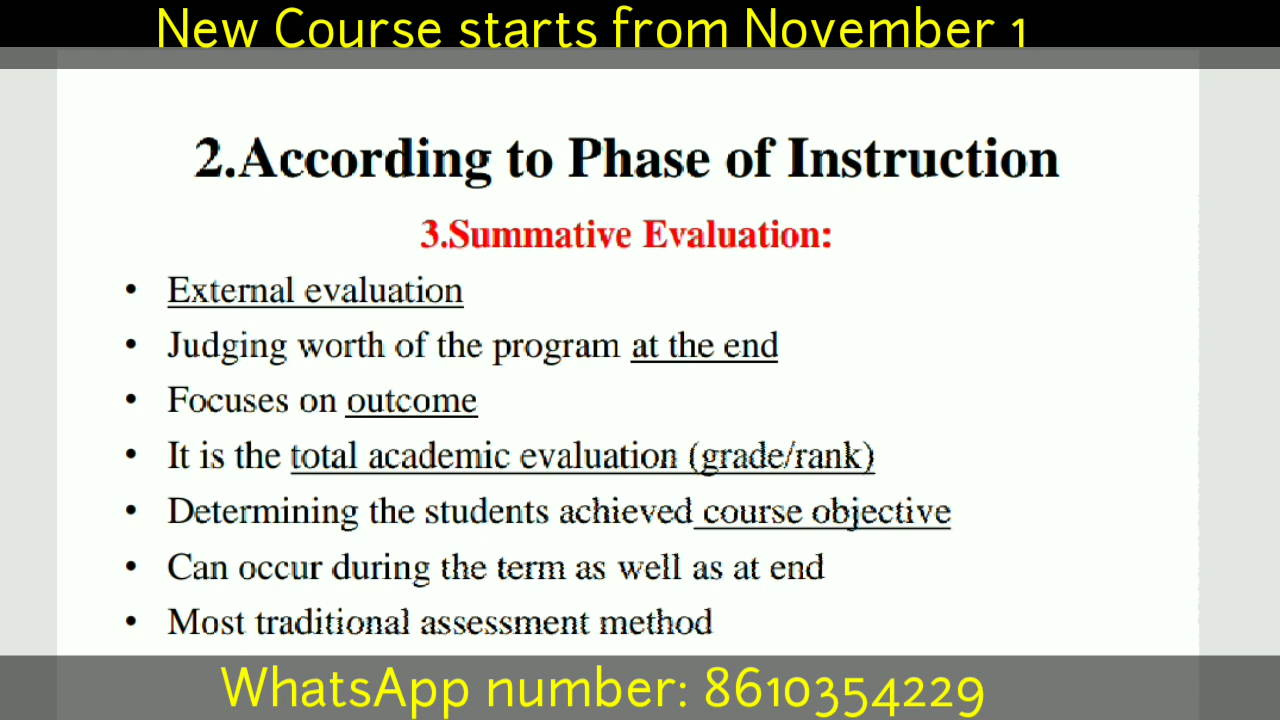 New Course starts from November 1
2.According to Phase of Instruction
3.Summative Evaluation:
• External evaluation
• Judging worth of the program at the end
• Focuses on outcome
• It is the total academic evaluation (grade/rank)
• Determining the students achieved course objective
• Can occur during the term as well as at end
• Most traditional assessment method
WhatsApp number: 8610354229